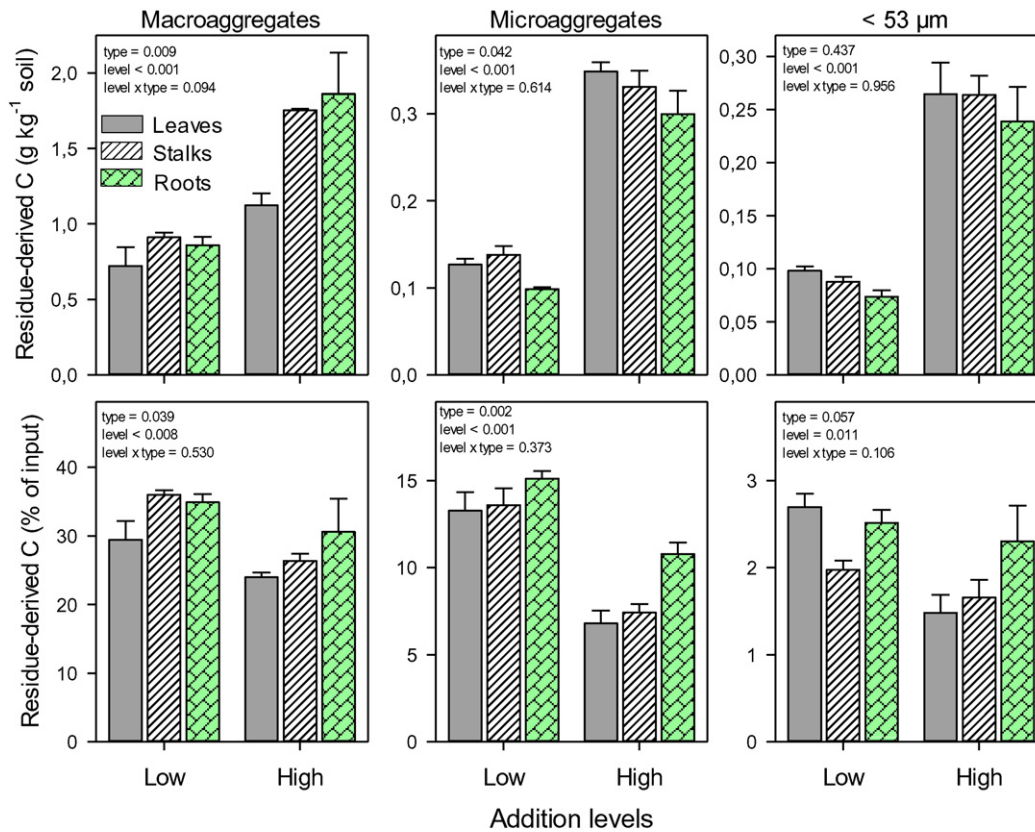 Macroaggregates
Microaggregates
< 53 µm
Residue-derived C (g kg-1 soil)
type = 0.009
level < 0.001
level x type = 0.094
Leaves
Stalks
Roots
2,0
1,5
1,0
0,5
0,0
type = 0.042
level < 0.001
level x type = 0.614
0,3
0,2
0,1
0,0
type = 0.437
level < 0.001
level x type = 0.956
0,30
0,25
0,20
0,15
0,10
0,05
0,00
Residue-derived C (% of input)
type = 0.039
level < 0.008
level x type = 0.530
40
30
20
10
0
type = 0.002
level < 0.001
level x type = 0.373
15
10
5
0
type = 0.057
level = 0.011
level x type = 0.106
3
2
1
0
Low High
Low High
Low High
Addition levels